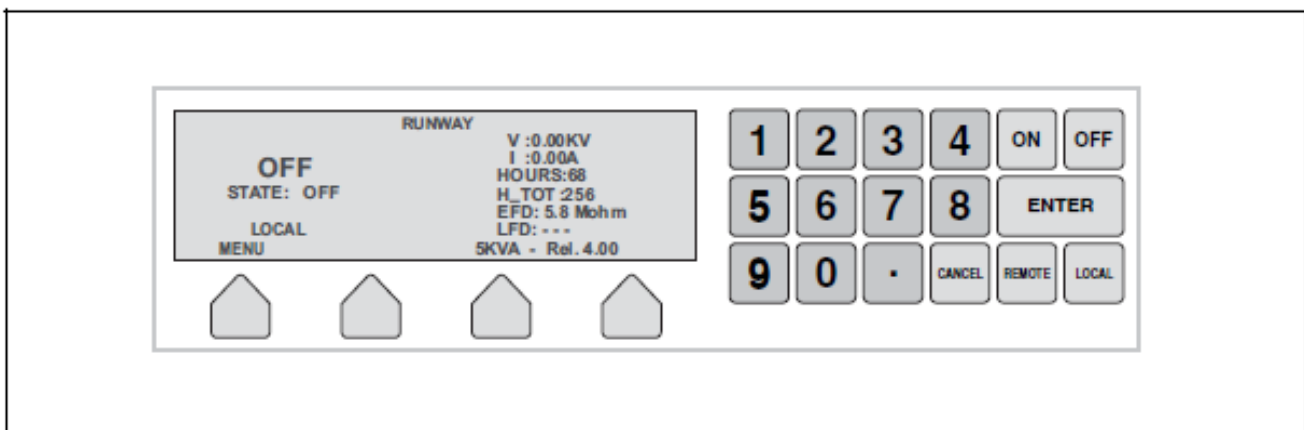 RUNWAY
V :0.00KV
I :0.00A
OFF
HOURS:68
STATE: OFF
H_TOT :256
EFD: 5.8 Mohm
LOCAL
LFD: - - -
MENU
5KVA - Rel. 4.00
1 2 3 4 ON OFF
5 6 7 8 ENTER
9 0 . CANCEL REMOTE LOCAL